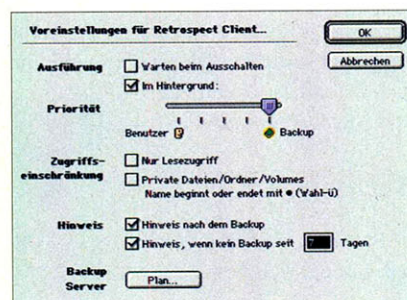 Voreinstellungen für Retrospect Client...
OK
Abbrechen
Ausführung
Warten beim Ausschalten
Im Hintergrund:
Priorität
Benutzer
Backup
Zugriffs-
einschränkung
Nur Lesezugriff
Private Dateien/Ordner/Volumes
Name beginnt oder endet mit • (Wahl-ü)
Hinweis
Hinweis nach dem Backup
Hinweis, wenn kein Backup seit 7 Tagen
Backup
Server
Plan...